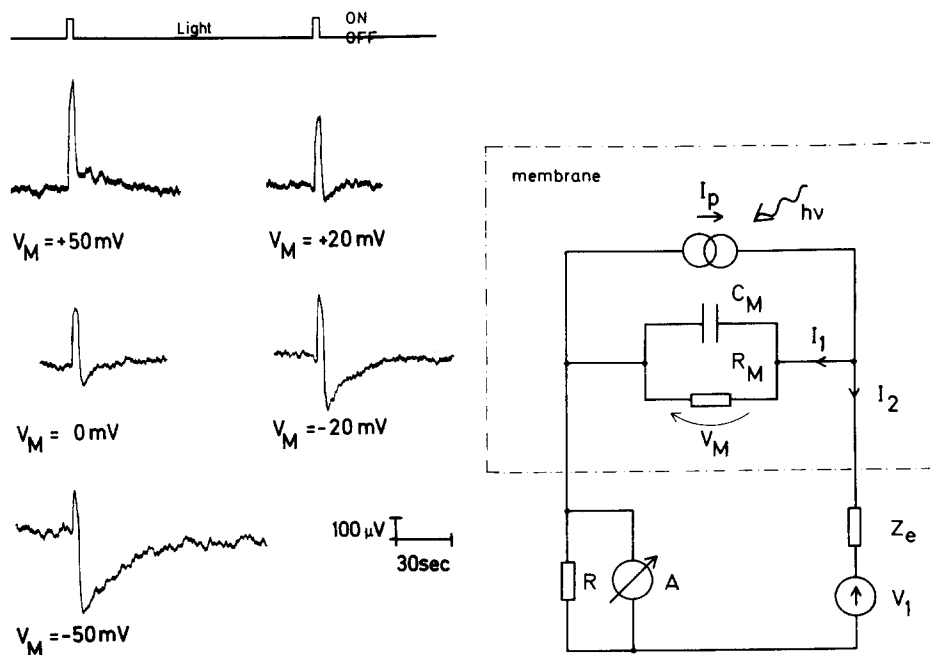 Light
ON
OFF
V_M = +50 mV
V_M = +20 mV
V_M = 0 mV
V_M = -20 mV
V_M = -50 mV
100 μV
30sec
membrane
I_p
hν
C_M
I_1
R_M
I_2
V_M
Z_e
R
A
V_1